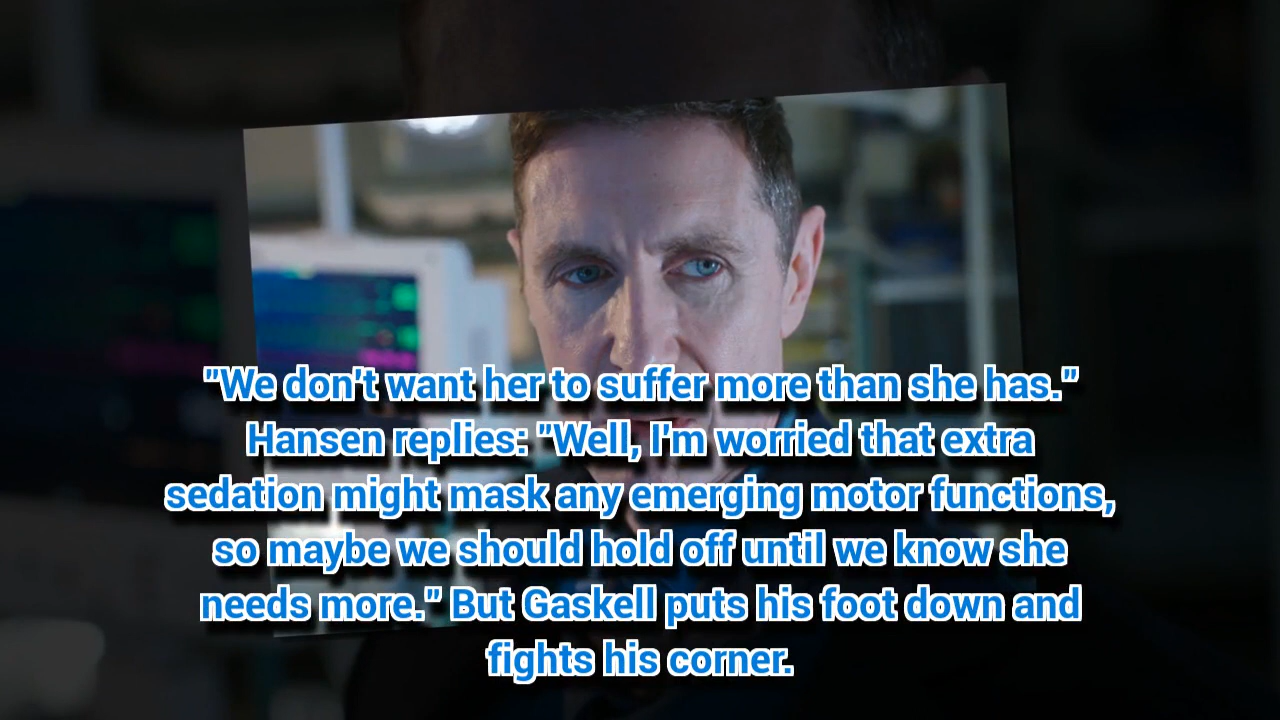 "We don't want her to suffer more than she has."
Hansen replies: "Well, I'm worried that extra
sedation might mask any emerging motor functions,
so maybe we should hold off until we know she
needs more." But Gaskell puts his foot down and
fights his corner.